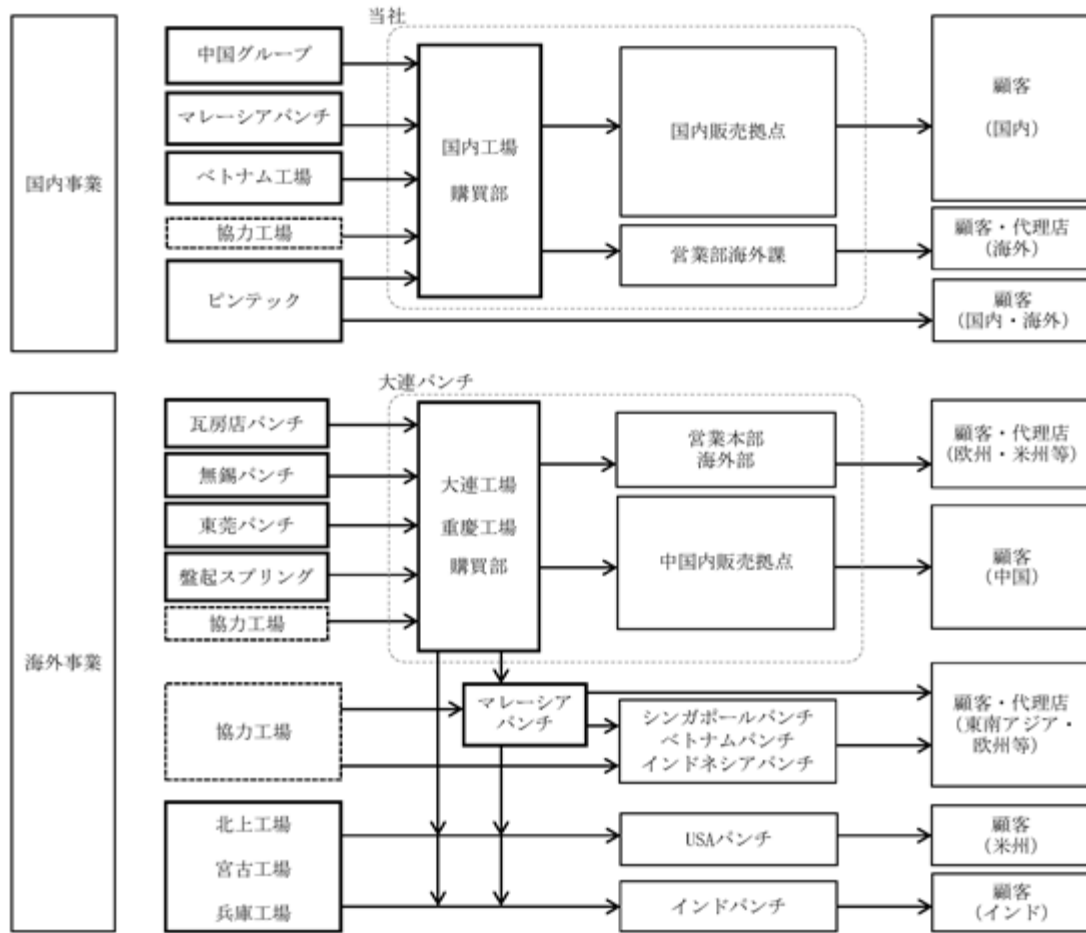 当社
国内事業
中国グループ
マレーシアパンチ
ベトナム工場
協力工場
ピンテック
国内工場
購買部
国内販売拠点
営業部海外課
顧客
(国内)
顧客・代理店
(海外)
顧客
(国内・海外)
大連パンチ
海外事業
瓦房店パンチ
無錫パンチ
東莞パンチ
盤起スプリング
協力工場
大連工場
重慶工場
購買部
営業本部
海外部
中国内販売拠点
顧客・代理店
(欧州・米州等)
顧客
(中国)
協力工場
マレーシア
パンチ
シンガポールパンチ
ベトナムパンチ
インドネシアパンチ
顧客・代理店
(東南アジア・
欧州等)
北上工場
宮古工場
兵庫工場
USAパンチ
インドパンチ
顧客
(米州)
顧客
(インド)